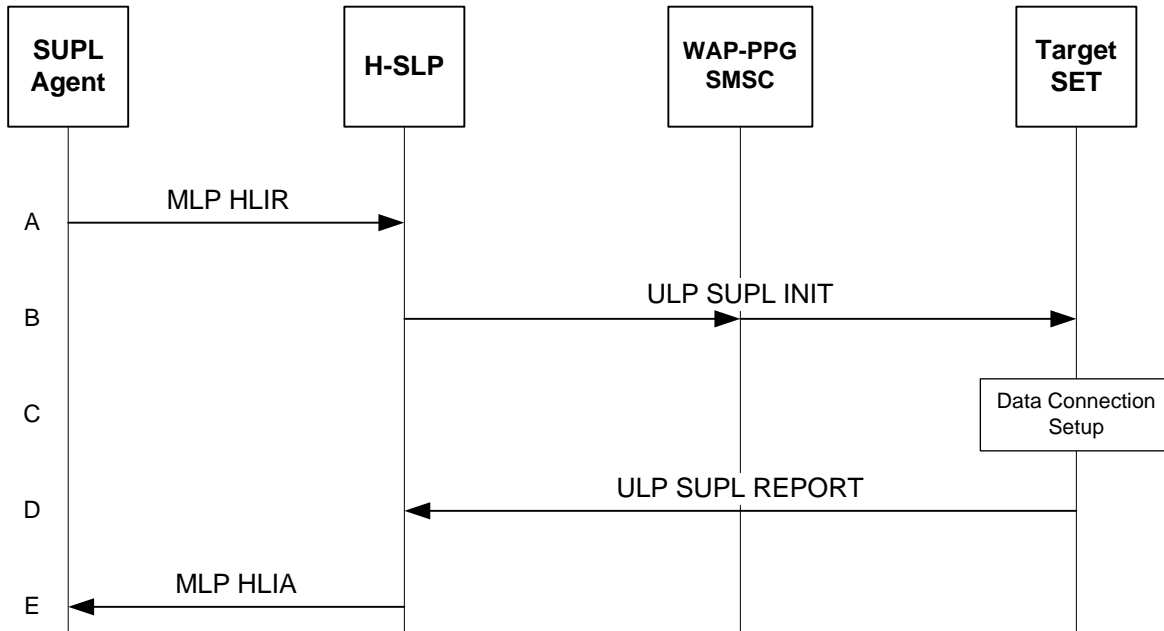 SUPL
Agent
H-SLP
WAP-PPG
SMSC
Target
SET
A
MLP HLIR
B
ULP SUPL INIT
C
Data Connection
Setup
D
ULP SUPL REPORT
E
MLP HLIA